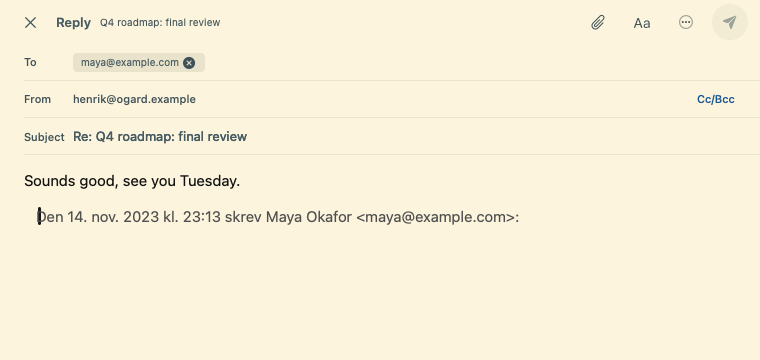 Reply Q4 roadmap: final review
Aa
To maya@example.com
From henrik@ogard.example Cc/Bcc
Subject Re: Q4 roadmap: final review
Sounds good, see you Tuesday.
Den 14. nov. 2023 kl. 23:13 skrev Maya Okafor <maya@example.com>: